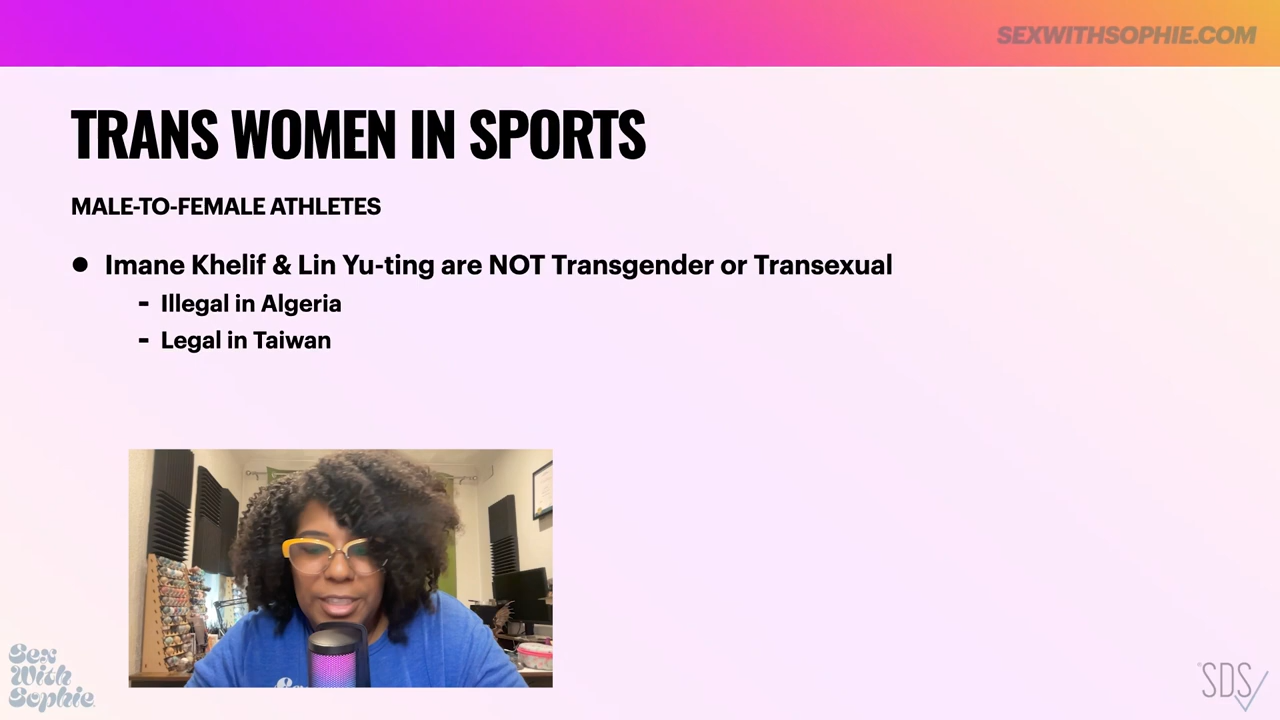 SEXWITHSOPHIE.COM
TRANS WOMEN IN SPORTS
MALE-TO-FEMALE ATHLETES
● Imane Khelif & Lin Yu-ting are NOT Transgender or Transexual
- Illegal in Algeria
- Legal in Taiwan
Sex
With
Sophie
SDS